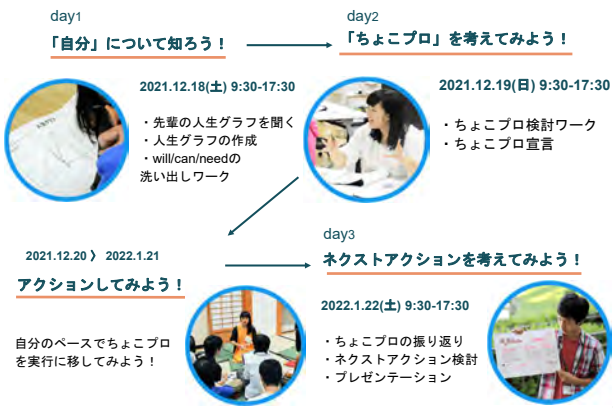 day1
「自分」について知ろう！
2021.12.18(土) 9:30-17:30
・先輩の人生グラフを聞く
・人生グラフの作成
・will/can/needの
洗い出しワーク
day2
「ちょこプロ」を考えてみよう！
2021.12.19(日) 9:30-17:30
・ちょこプロ検討ワーク
・ちょこプロ宣言
2021.12.20 〉 2022.1.21
アクションしてみよう！
自分のペースでちょこプロ
を実行に移してみよう！
day3
ネクストアクションを考えてみよう！
2022.1.22(土) 9:30-17:30
・ちょこプロの振り返り
・ネクストアクション検討
・プレゼンテーション